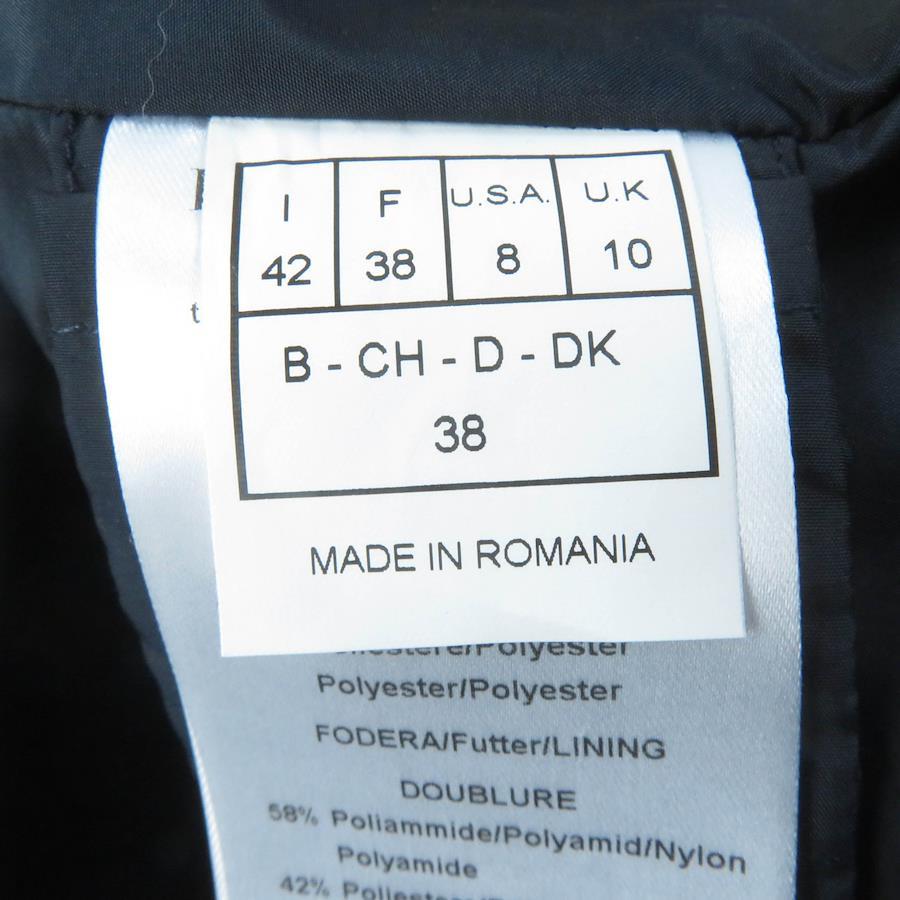 I F U.S.A. U.K
42 38 8 10
B - CH - D - DK
38
MADE IN ROMANIA
Polyester/Polyester
FODERA/Futter/LINING
DOUBLURE
58% Poliammide/Polyamid/Nylon
Polyamide
42%